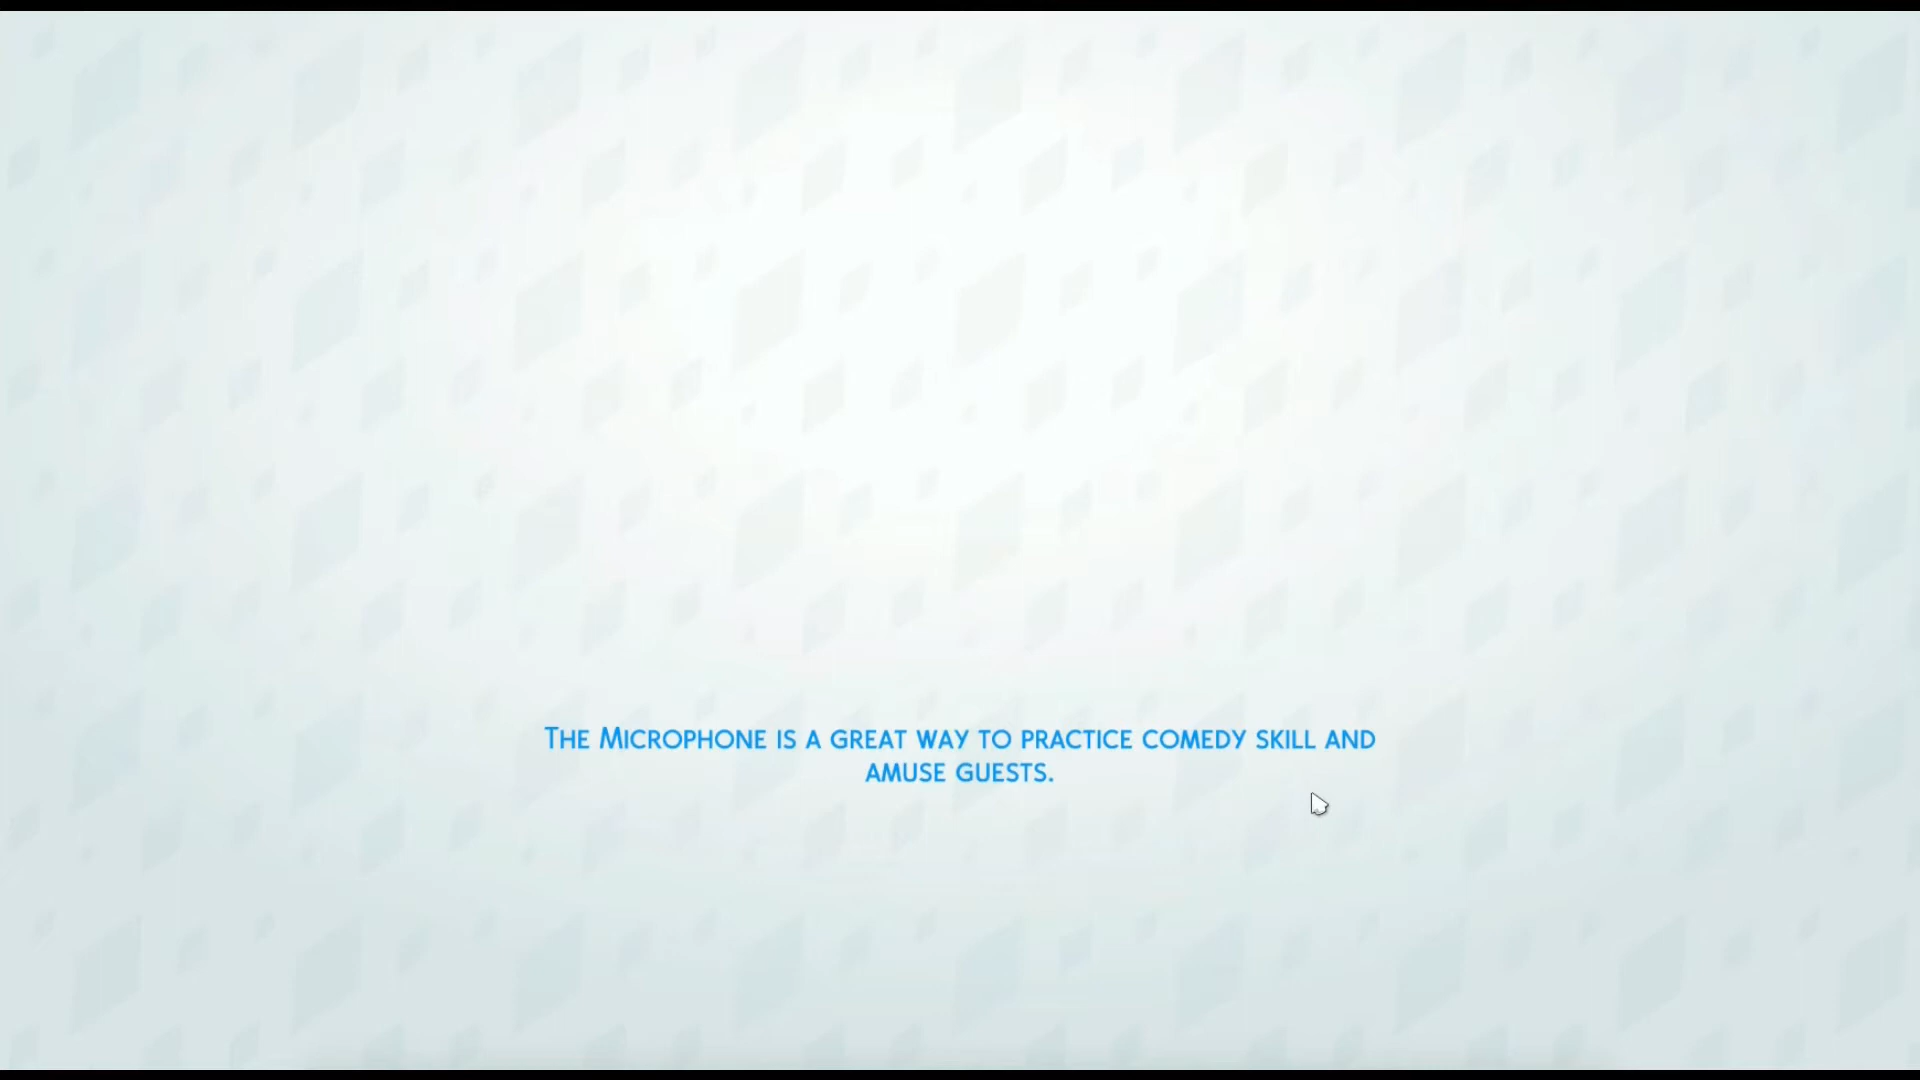 The Microphone is a great way to practice comedy skill and
amuse guests.